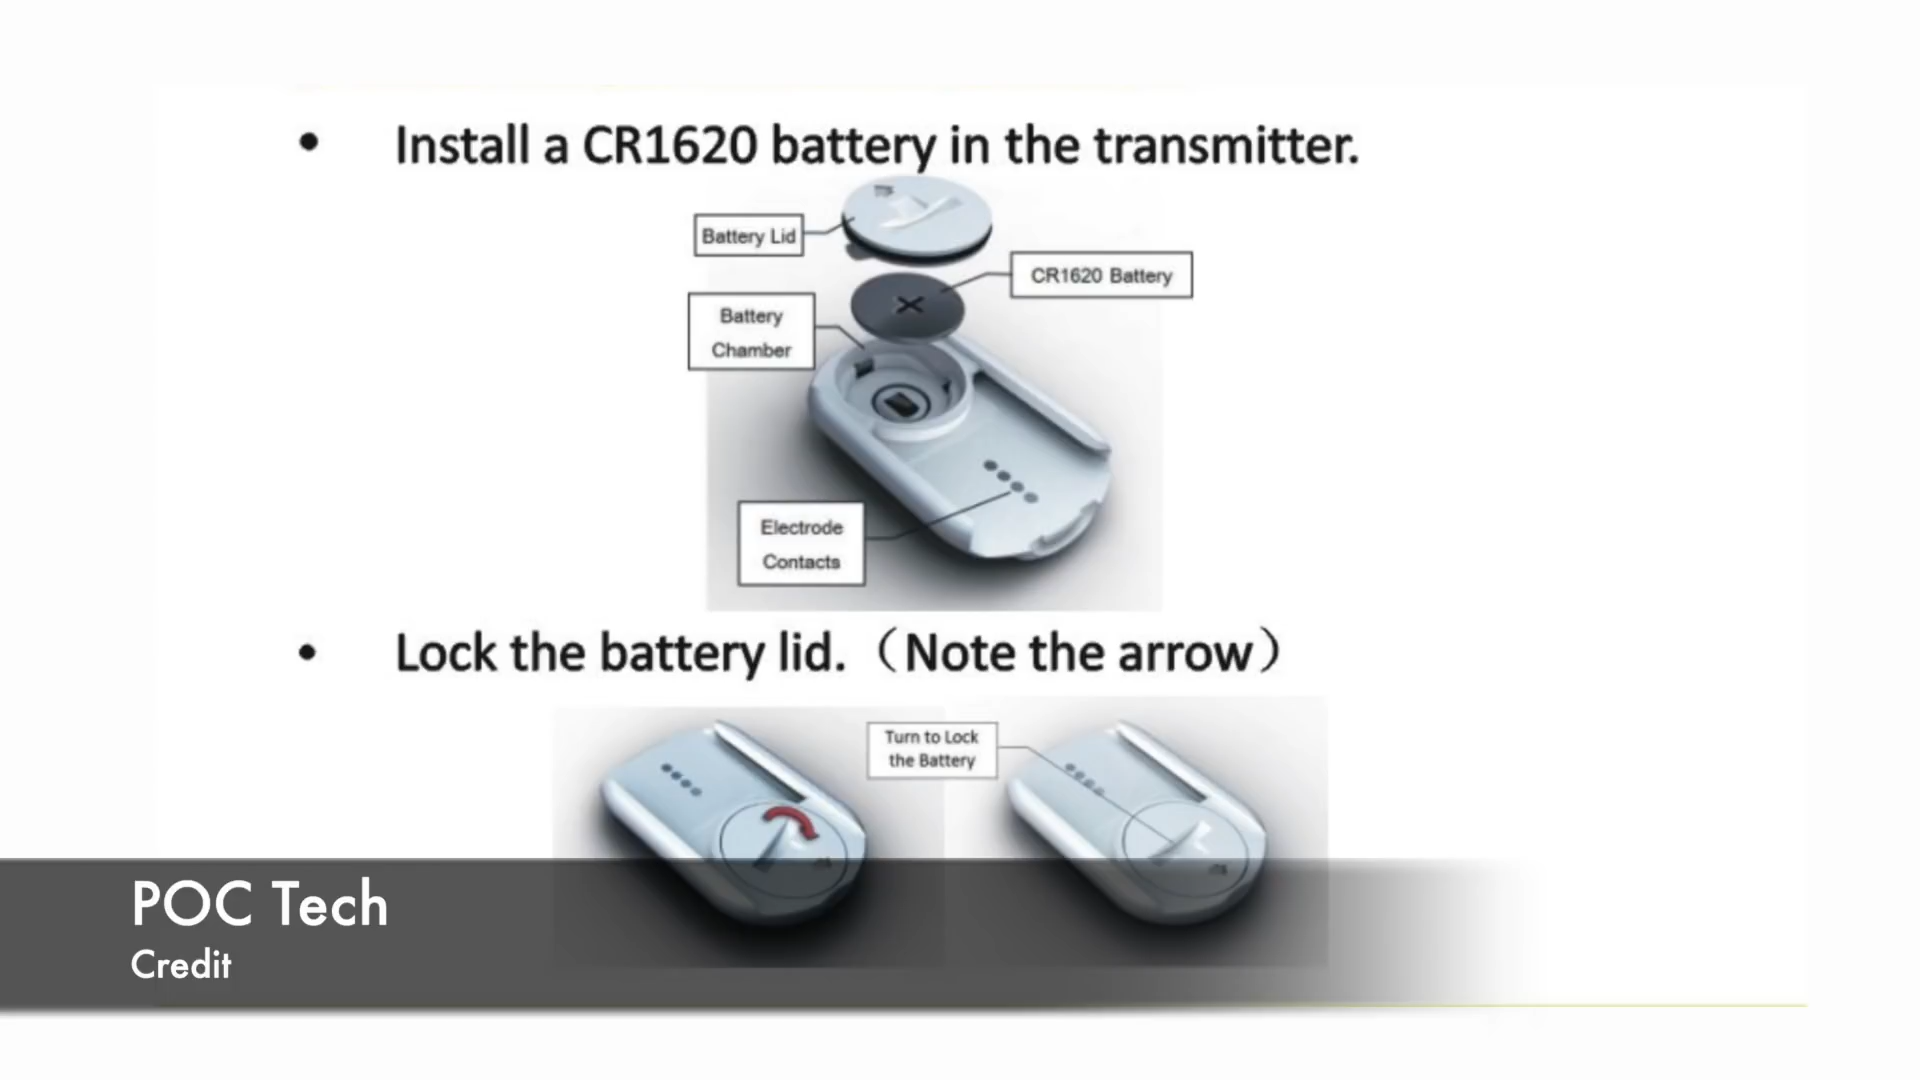 • Install a CR1620 battery in the transmitter.
Battery Lid
CR1620 Battery
Battery
Chamber
Electrode
Contacts
• Lock the battery lid.（Note the arrow）
Turn to Lock
the Battery
POC Tech
Credit